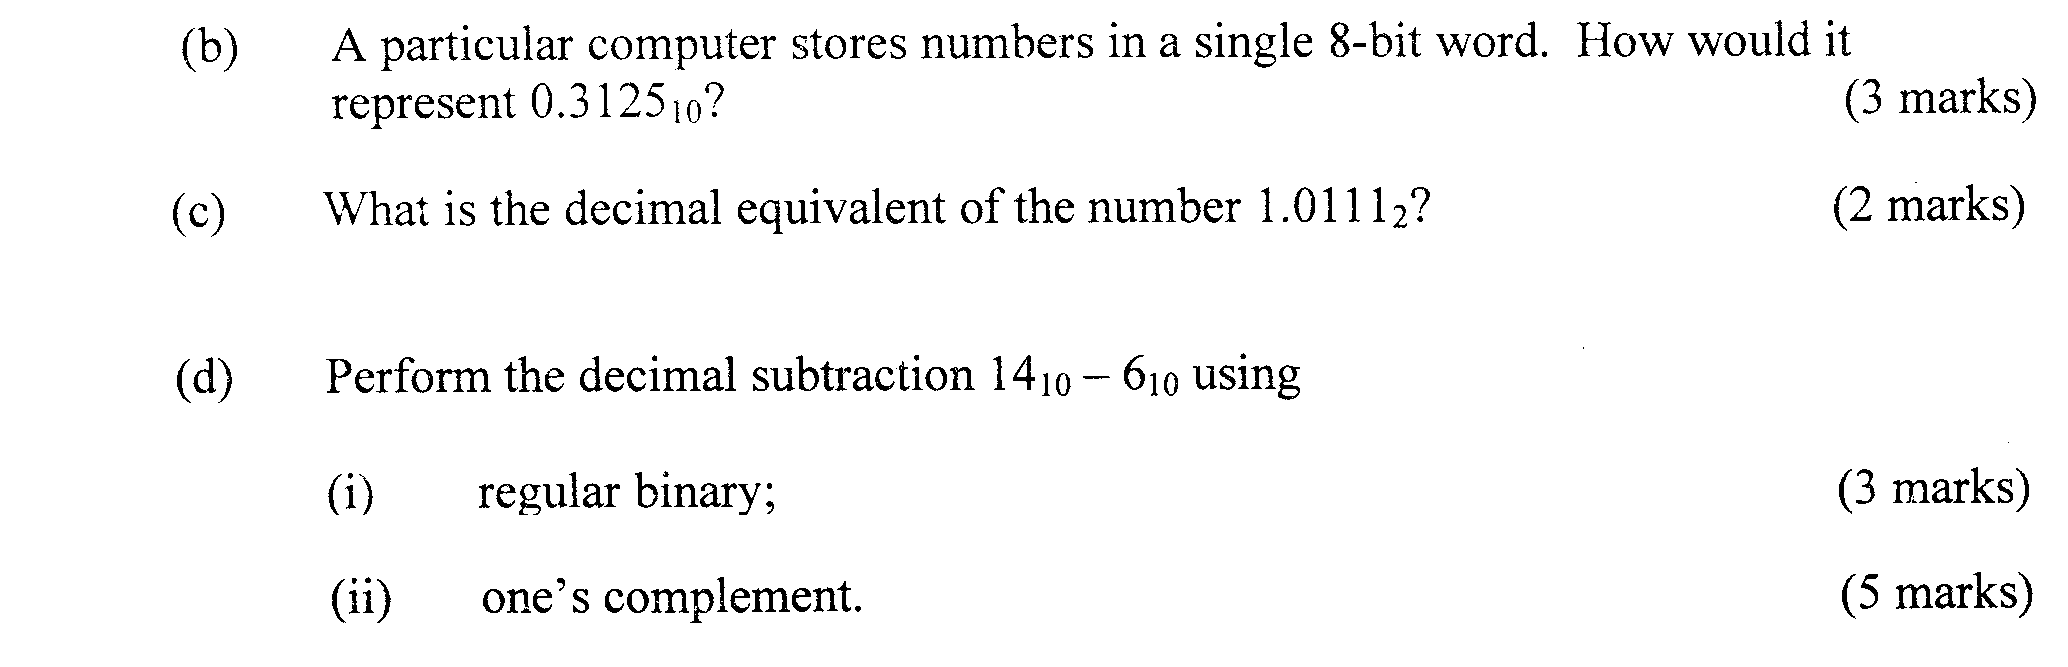 (b) A particular computer stores numbers in a single 8-bit word. How would it
represent 0.3125₁₀? (3 marks)
(c) What is the decimal equivalent of the number 1.0111₂? (2 marks)
(d) Perform the decimal subtraction 14₁₀ – 6₁₀ using
(i) regular binary; (3 marks)
(ii) one's complement. (5 marks)